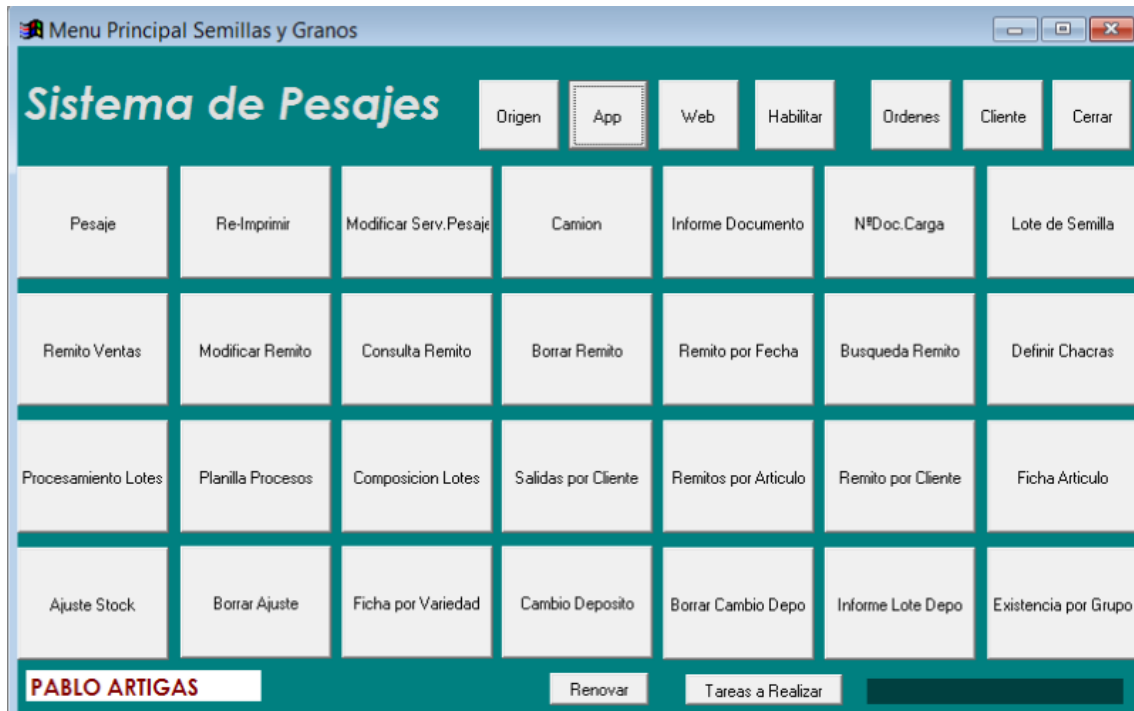 Menu Principal Semillas y Granos
Sistema de Pesajes
Origen
App
Web
Habilitar
Ordenes
Cliente
Cerrar
Pesaje
Re-Imprimir
Modificar Serv.Pesaje
Camion
Informe Documento
NºDoc.Carga
Lote de Semilla
Remito Ventas
Modificar Remito
Consulta Remito
Borrar Remito
Remito por Fecha
Busqueda Remito
Definir Chacras
Procesamiento Lotes
Planilla Procesos
Composicion Lotes
Salidas por Cliente
Remitos por Articulo
Remito por Cliente
Ficha Articulo
Ajuste Stock
Borrar Ajuste
Ficha por Variedad
Cambio Deposito
Borrar Cambio Depo
Informe Lote Depo
Existencia por Grupo
PABLO ARTIGAS
Renovar
Tareas a Realizar